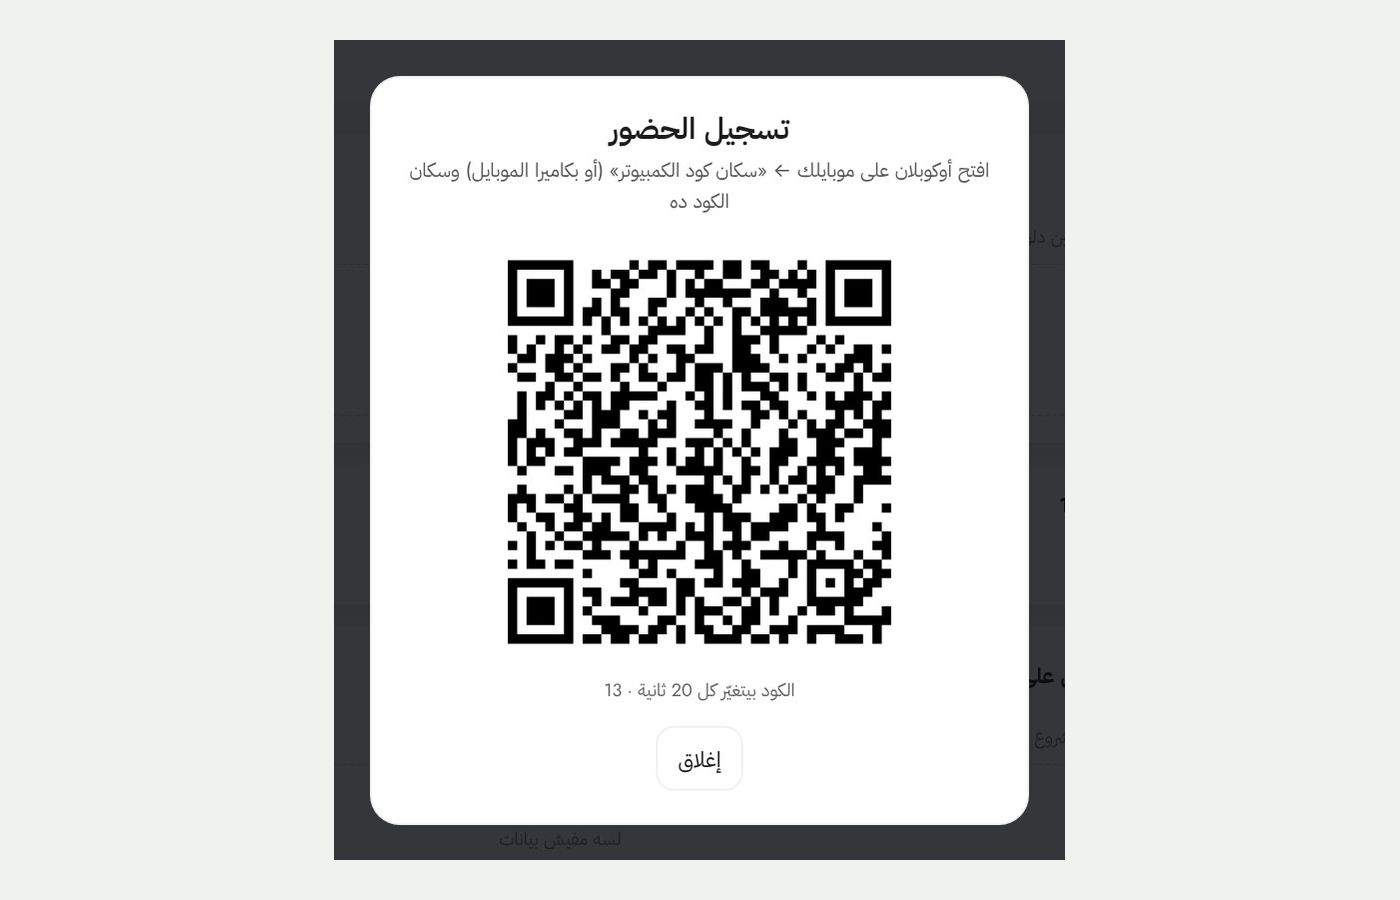 تسجيل الحضور
افتح أوكوبلان على موبايلك ← «سكان كود الكمبيوتر» (أو بكاميرا الموبايل) وسكان
الكود ده
الكود بيتغيّر كل 20 ثانية · 13
إغلاق
لسه مفيش بيانات